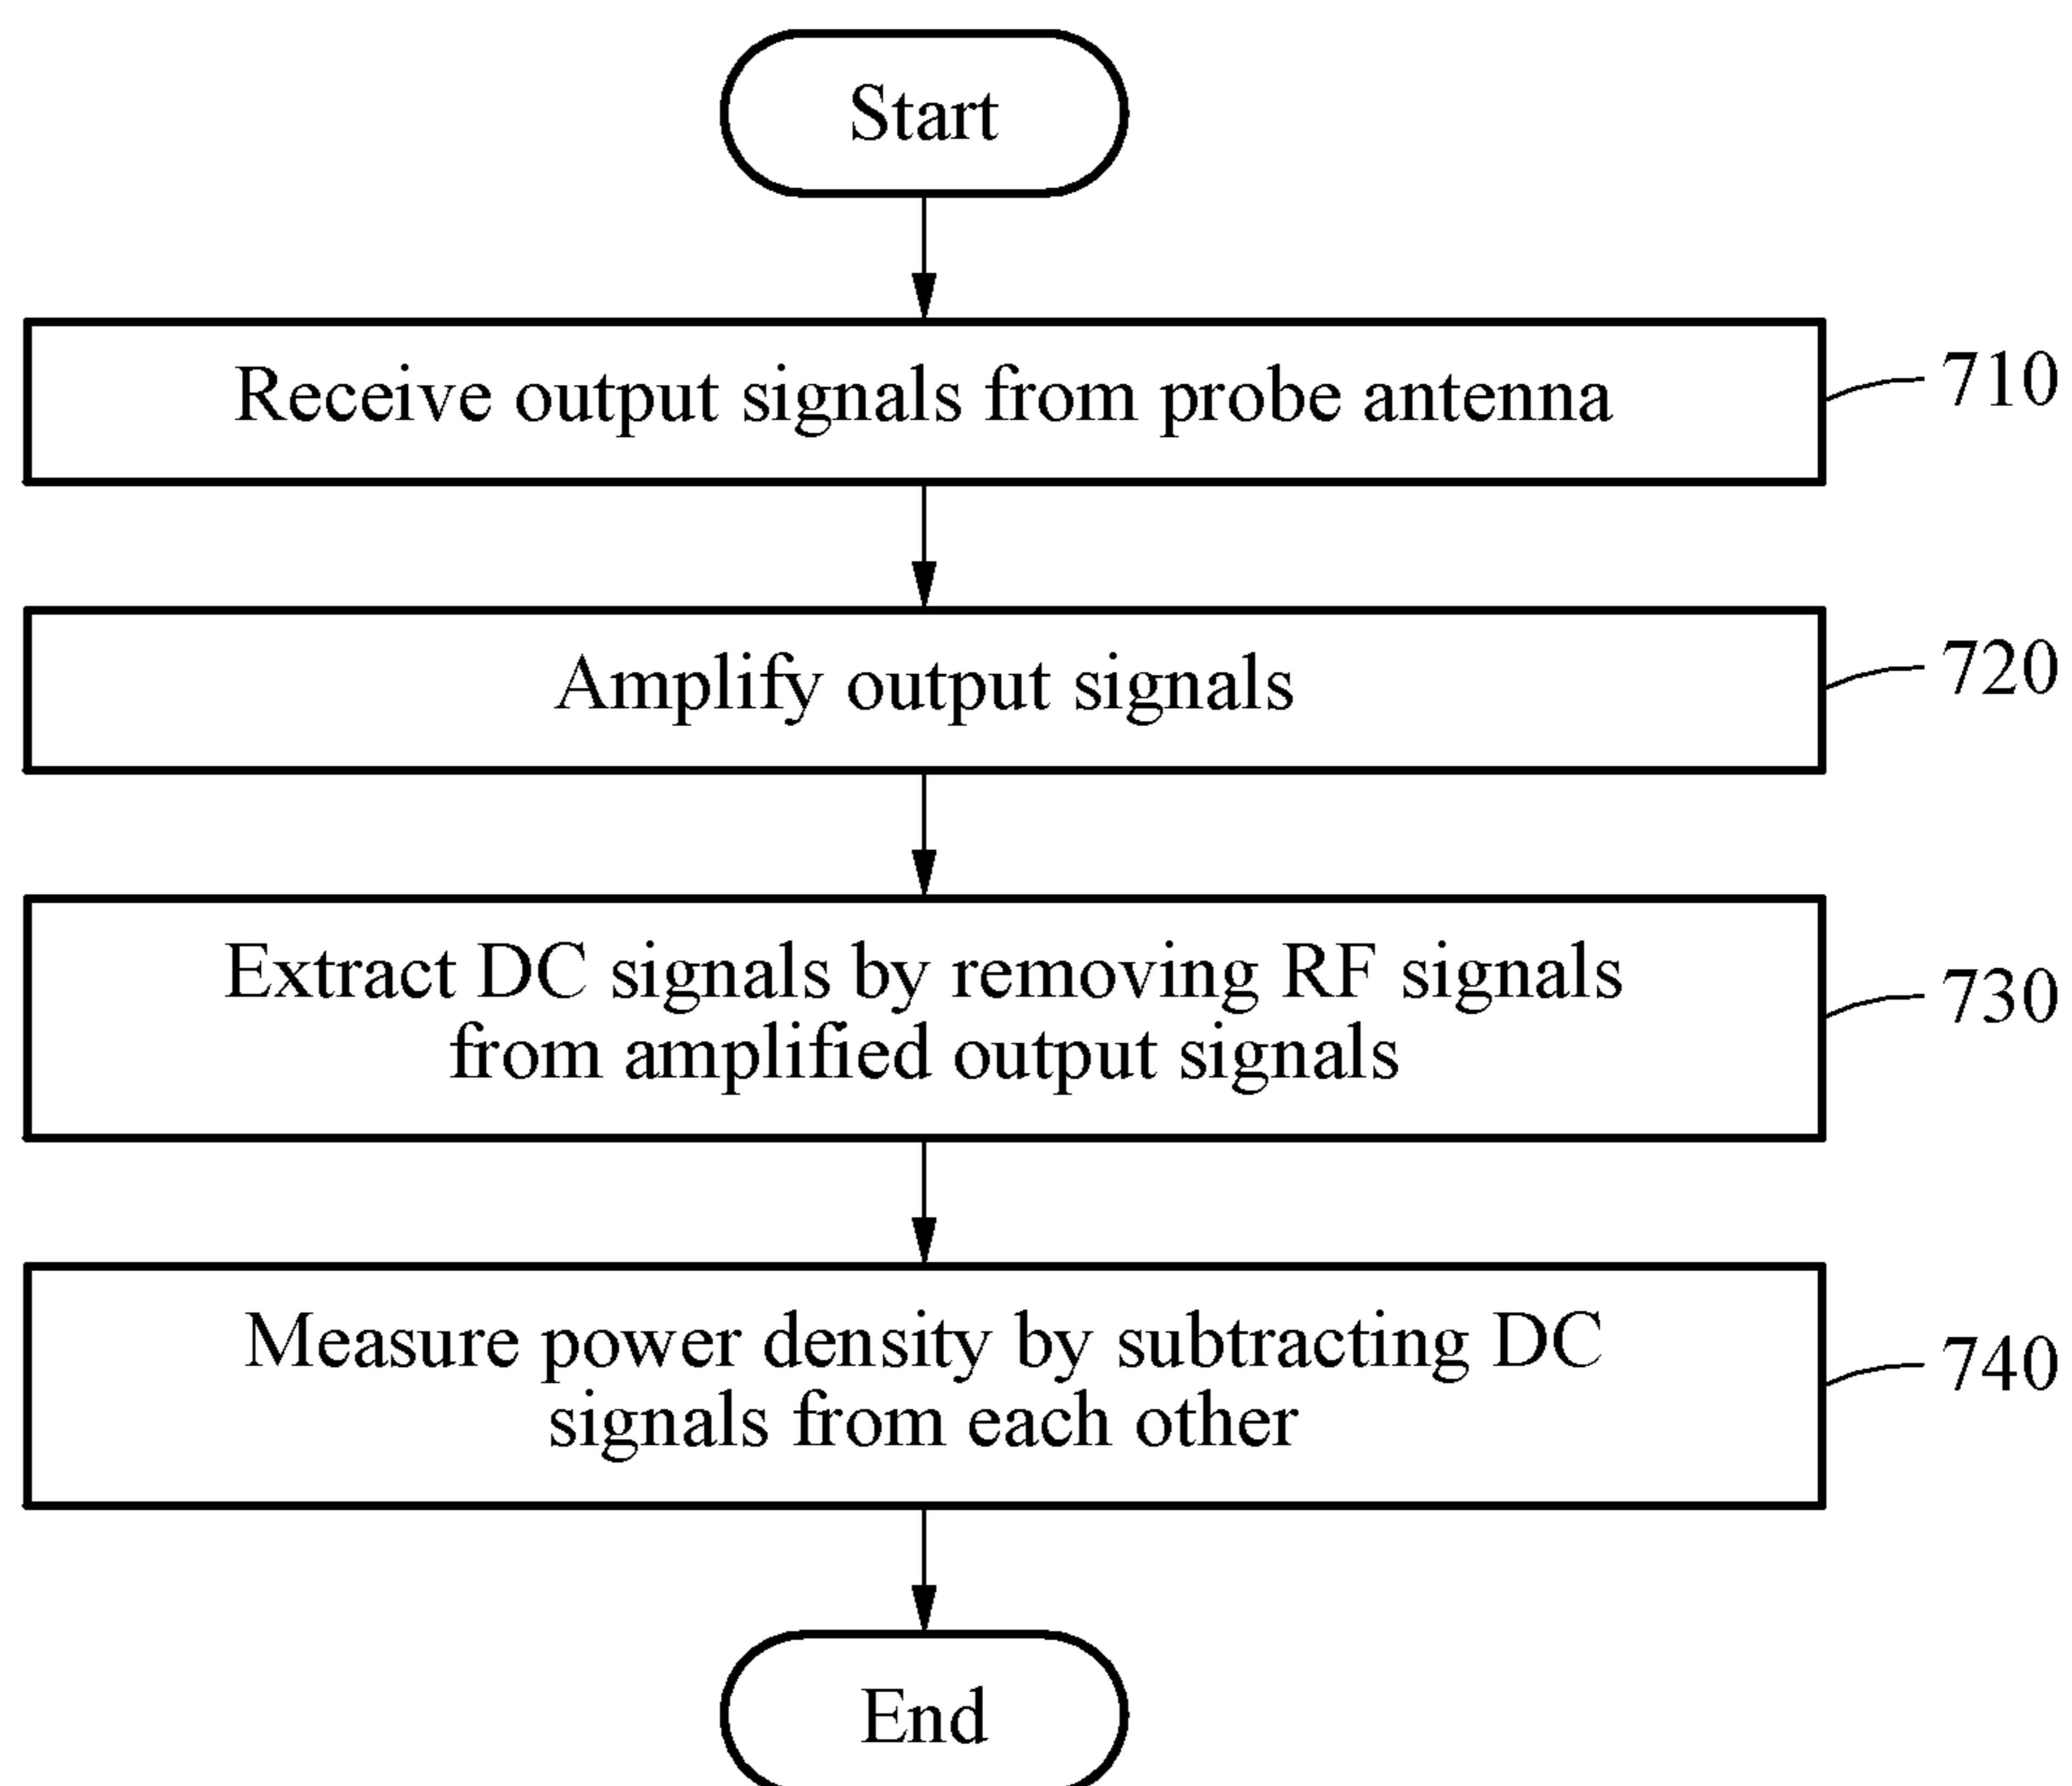 Start
Receive output signals from probe antenna
710
Amplify output signals
720
Extract DC signals by removing RF signals
from amplified output signals
730
Measure power density by subtracting DC
signals from each other
740
End